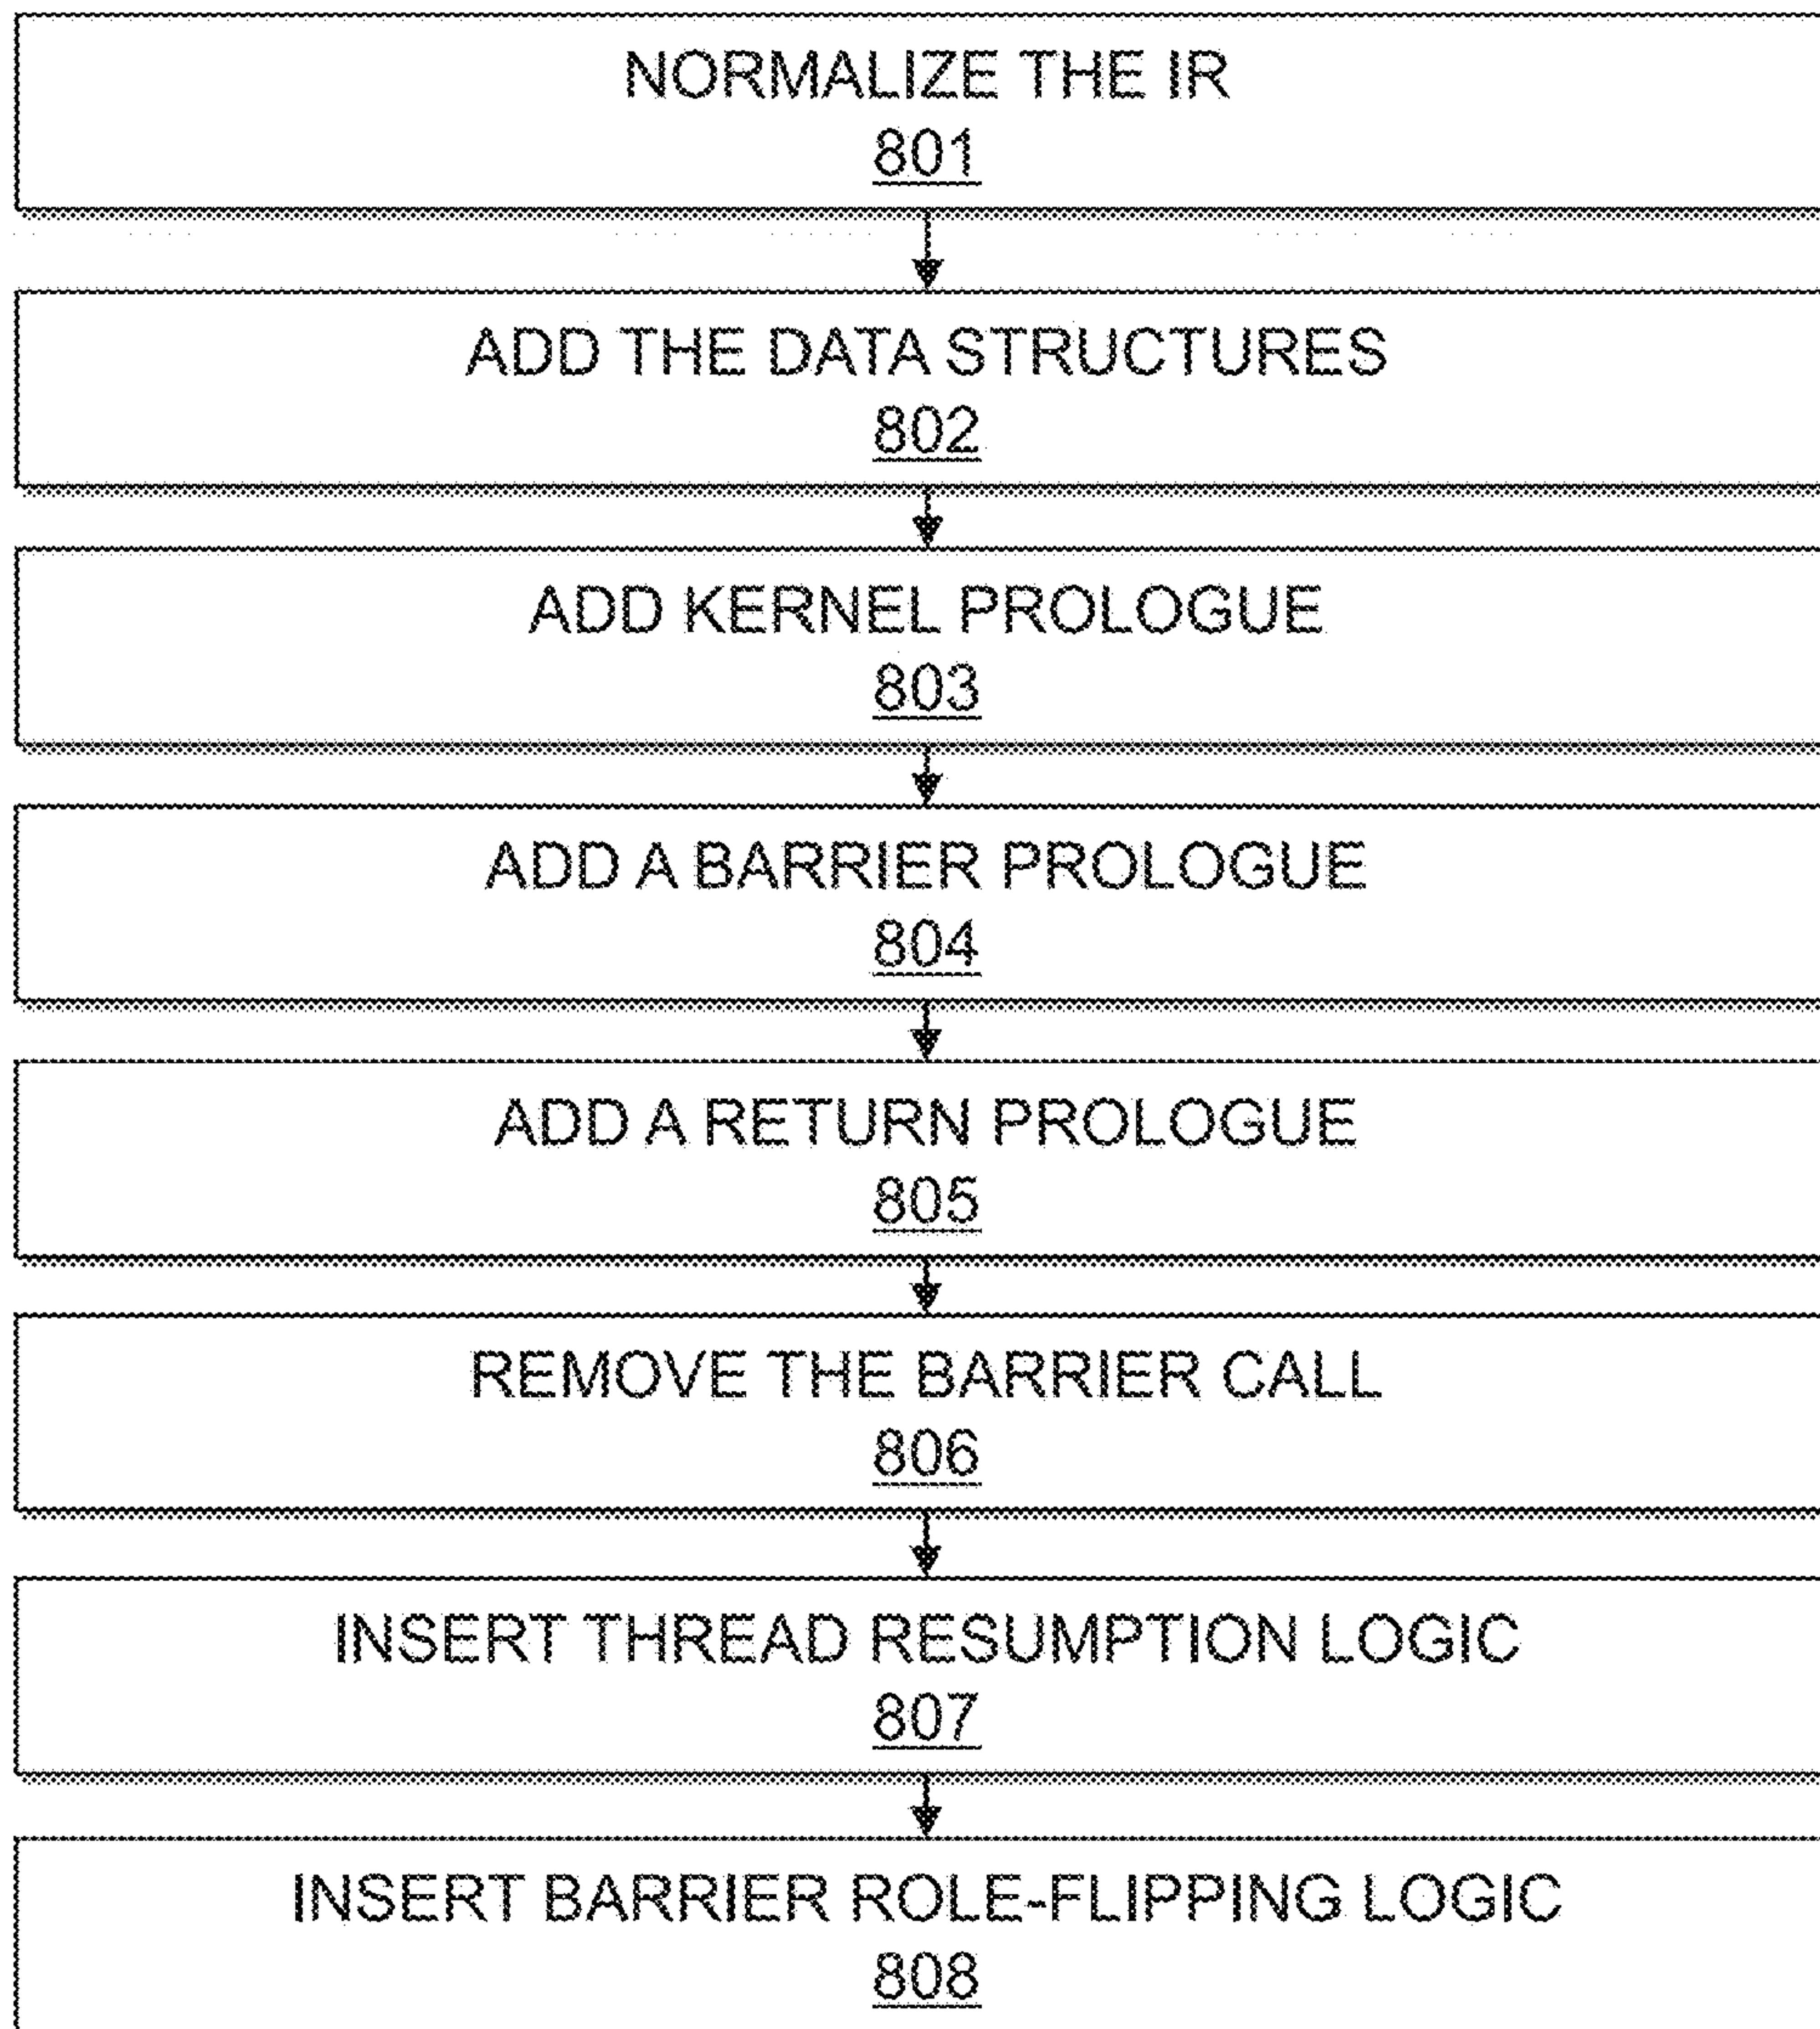 NORMALIZE THE IR
801
ADD THE DATA STRUCTURES
802
ADD KERNEL PROLOGUE
803
ADD A BARRIER PROLOGUE
804
ADD A RETURN PROLOGUE
805
REMOVE THE BARRIER CALL
806
INSERT THREAD RESUMPTION LOGIC
807
INSERT BARRIER ROLE-FLIPPING LOGIC
808